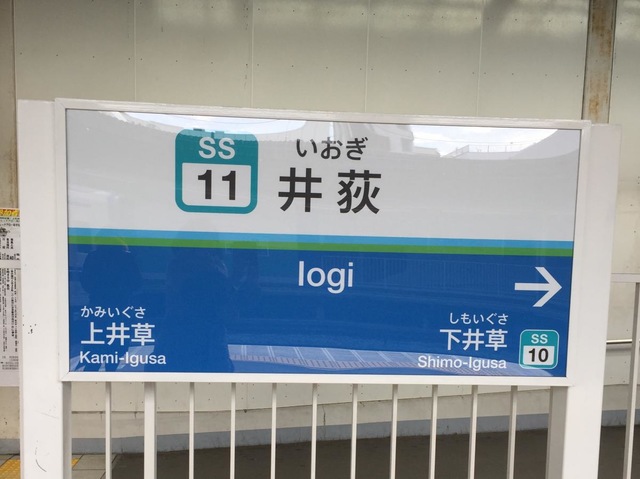 SS
11
いおぎ
井荻
Iogi
かみいぐさ
上井草
Kami-Igusa
しもいぐさ
下井草
Shimo-Igusa
SS
10